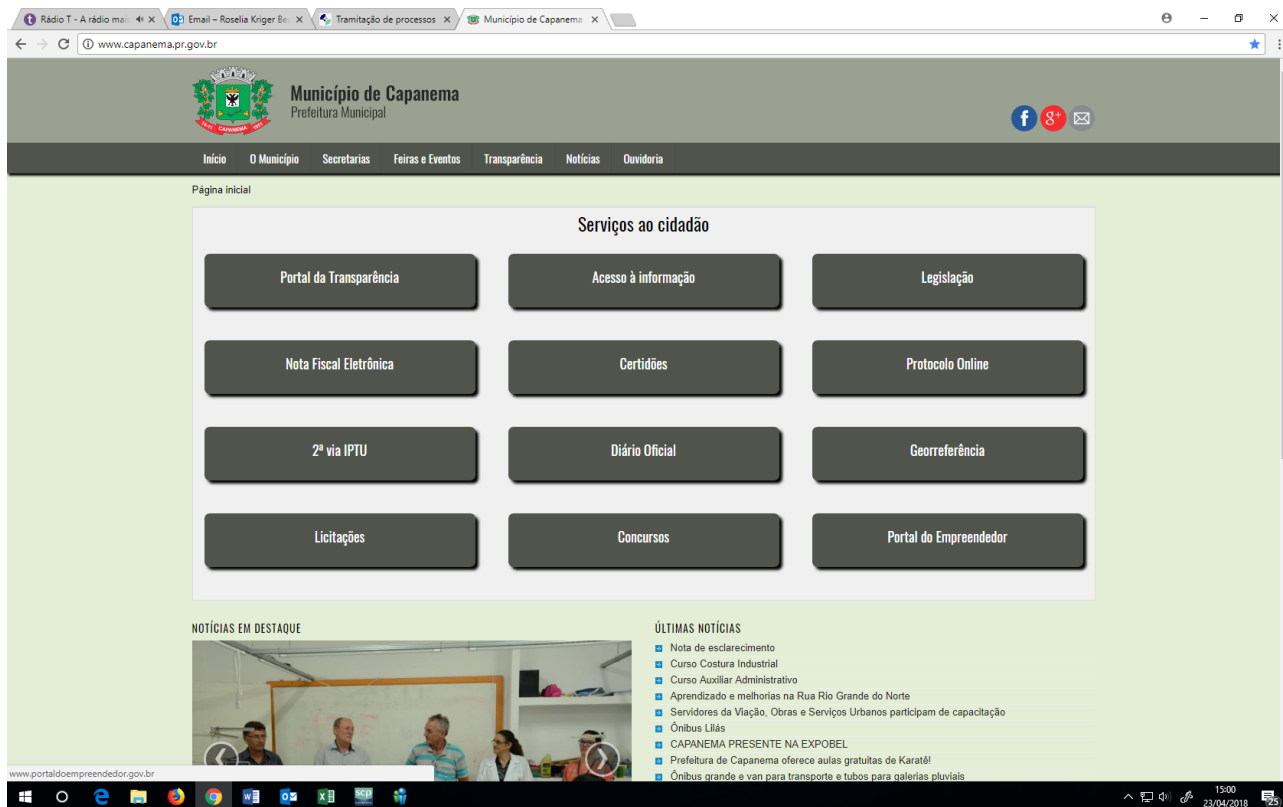 Rádio T - A rádio mais
Email – Roselia Kriger Be
Tramitação de processos
Município de Capanema
www.capanema.pr.gov.br
CAPANEMA
Município de Capanema
Prefeitura Municipal
Início O Município Secretarias Feiras e Eventos Transparência Notícias Ouvidoria
Página inicial
Serviços ao cidadão
Portal da Transparência Acesso à informação Legislação
Nota Fiscal Eletrônica Certidões Protocolo Online
2ª via IPTU Diário Oficial Georreferência
Licitações Concursos Portal do Empreendedor
NOTÍCIAS EM DESTAQUE
ÚLTIMAS NOTÍCIAS
Nota de esclarecimento
Curso Costura Industrial
Curso Auxiliar Administrativo
Aprendizado e melhorias na Rua Rio Grande do Norte
Servidores da Viação, Obras e Serviços Urbanos participam de capacitação
Ônibus Lilás
CAPANEMA PRESENTE NA EXPOBEL
Prefeitura de Capanema oferece aulas gratuitas de Karatê!
Ônibus grande e van para transporte e tubos para galerias pluviais
www.portaldoempreendedor.gov.br
SCP
15:00
23/04/2018
25